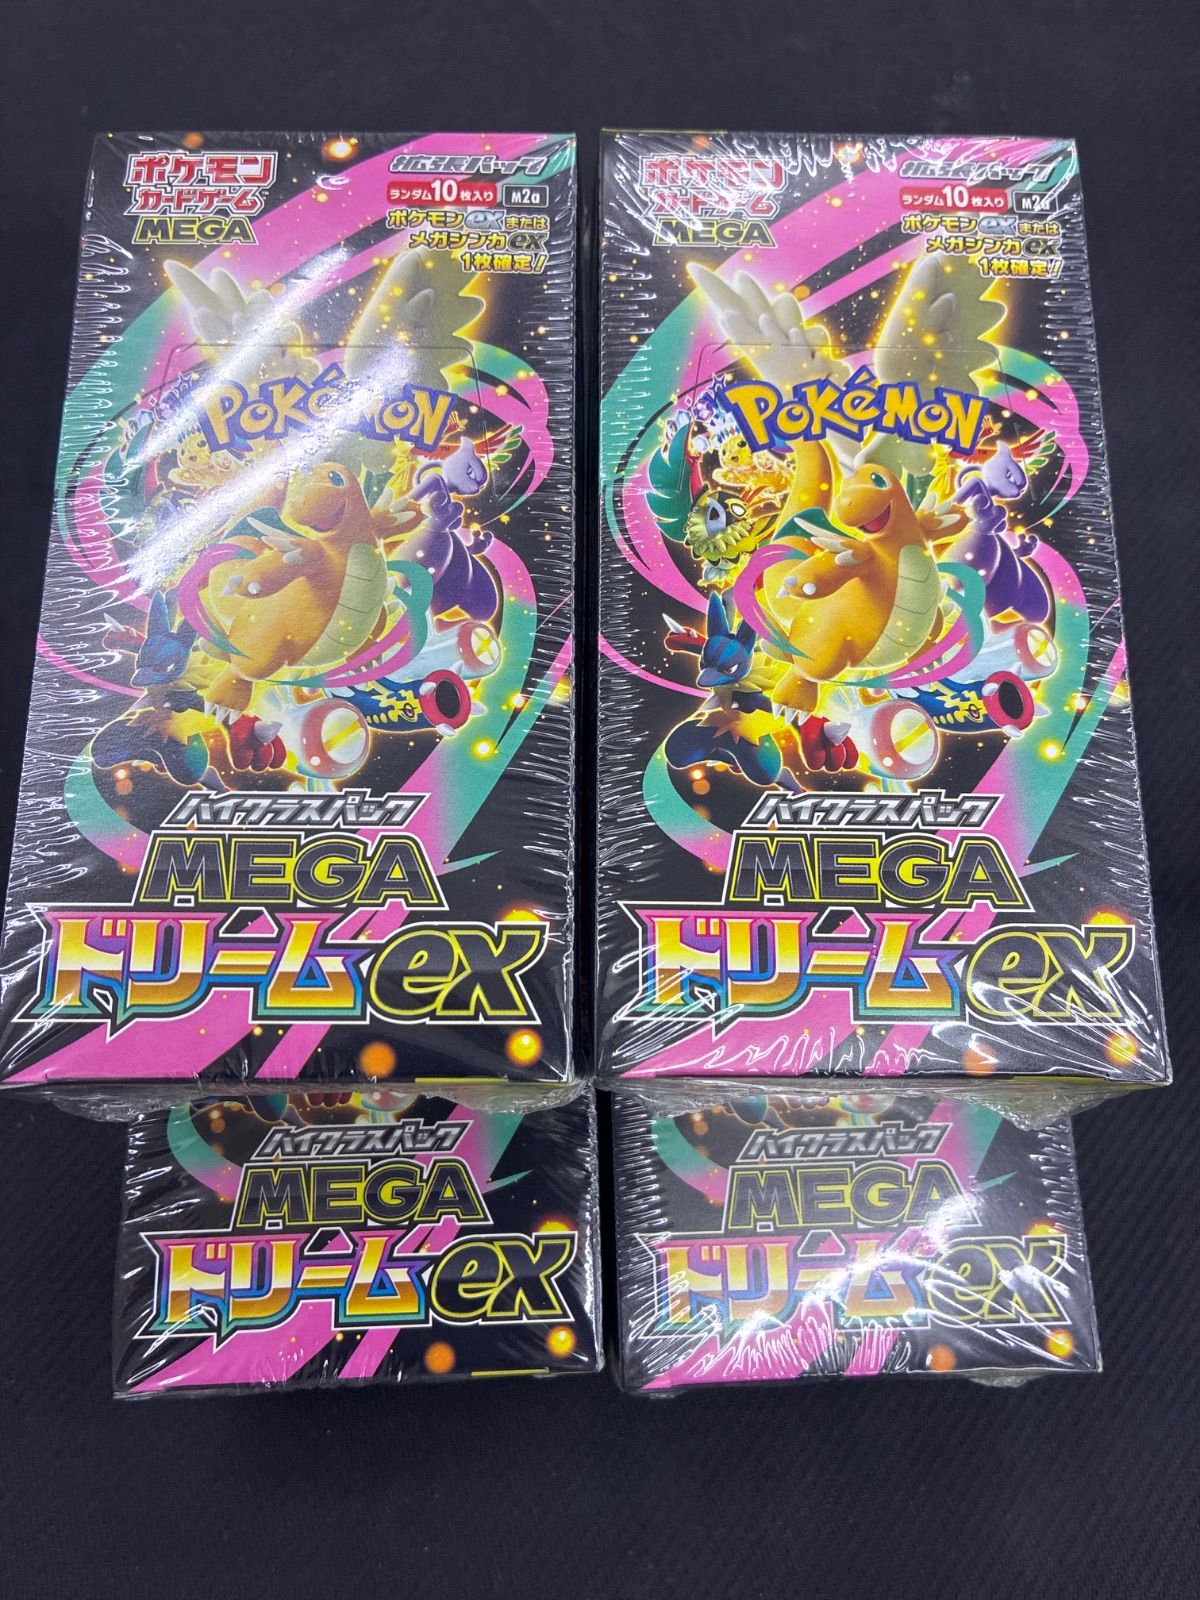 ポケモン
カードゲーム
MEGA
拡張パック
ランダム10枚入り M2a
ポケモンexまたは
メガシンカex
1枚確定!
Pokémon
ハイクラスパック
MEGA
ドリームex
ポケモン
カードゲーム
MEGA
拡張パック
ランダム10枚入り M2a
ポケモンexまたは
メガシンカex
1枚確定!
Pokémon
ハイクラスパック
MEGA
ドリームex
ハイクラスパック
MEGA
ドリームex
ハイクラスパック
MEGA
ドリームex